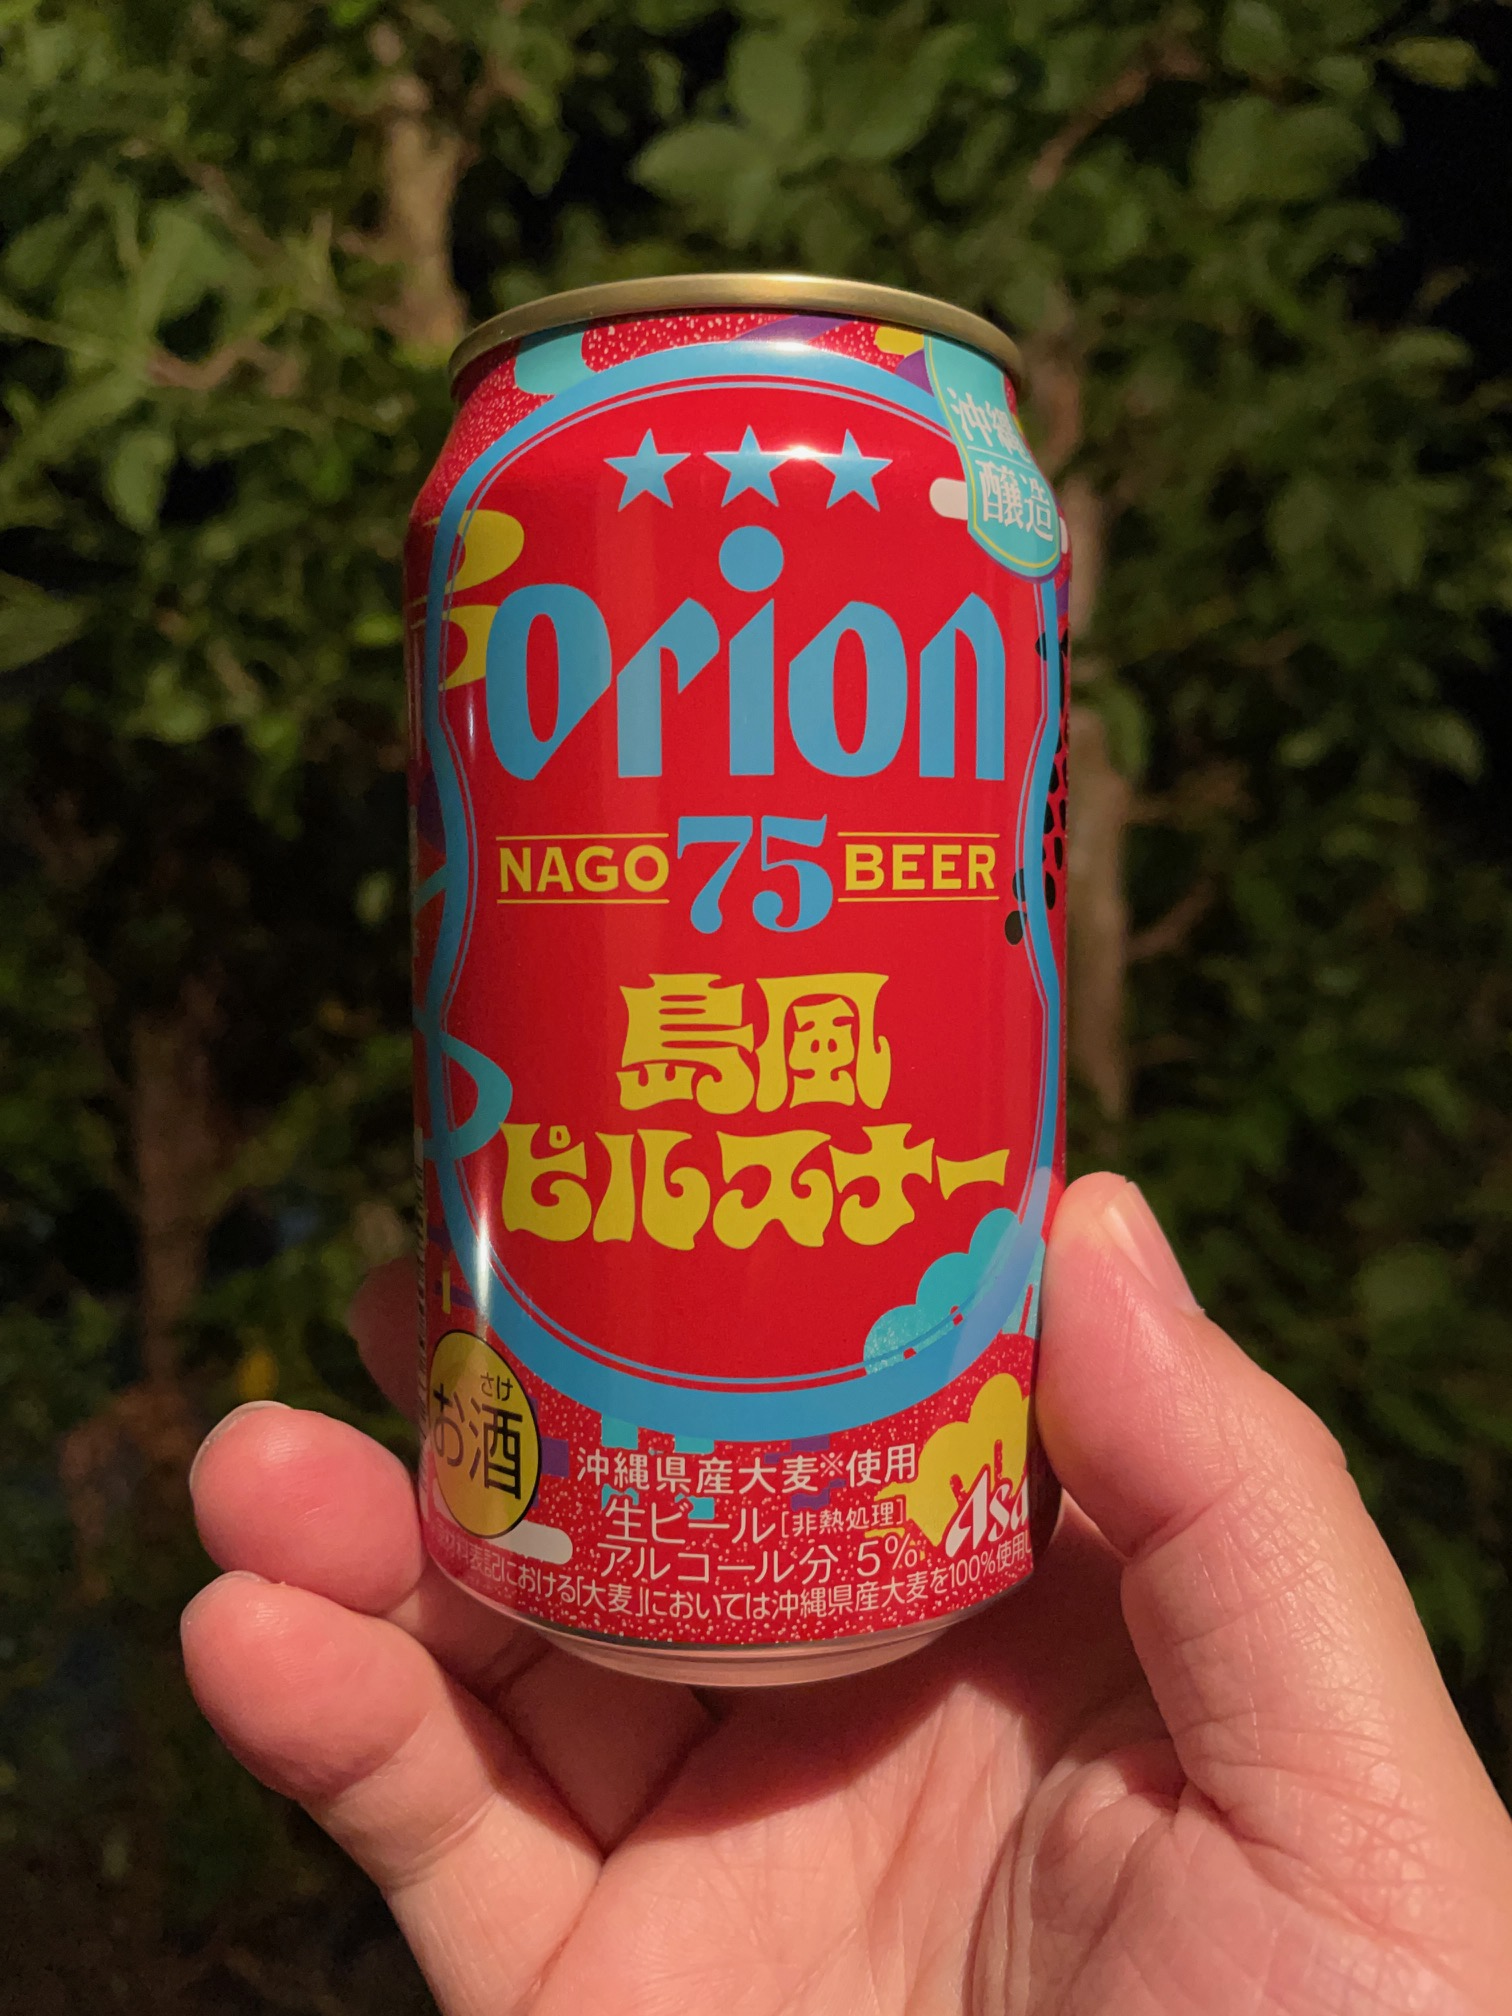 沖縄
醸造
orion
NAGO 75 BEER
島風
ピルスナー
さけ
お酒
沖縄県産大麦※使用
生ビール[非熱処理]
アルコール分 5%
Asa
表記における「大麦」においては沖縄県産大麦を100%使用